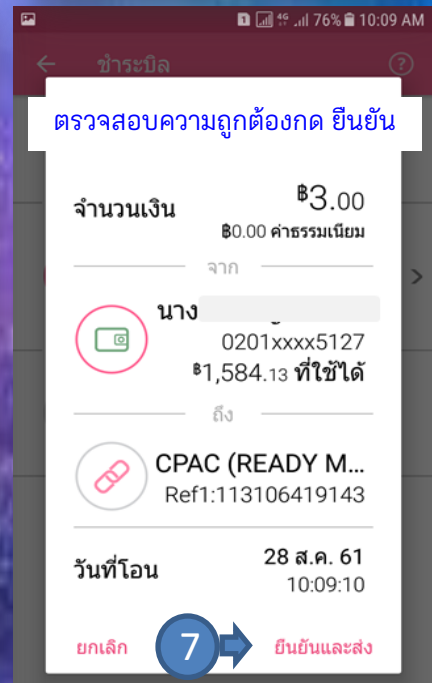 1 4G 76% 10:09 AM
ชำระบิล ?
ตรวจสอบความถูกต้องกด ยืนยัน
จำนวนเงิน ฿3.00
฿0.00 ค่าธรรมเนียม
จาก
นาง
0201xxxx5127
฿1,584.13 ที่ใช้ได้
ถึง
CPAC (READY M...
Ref1:113106419143
วันที่โอน 28 ส.ค. 61
10:09:10
ยกเลิก 7 ยืนยันและส่ง